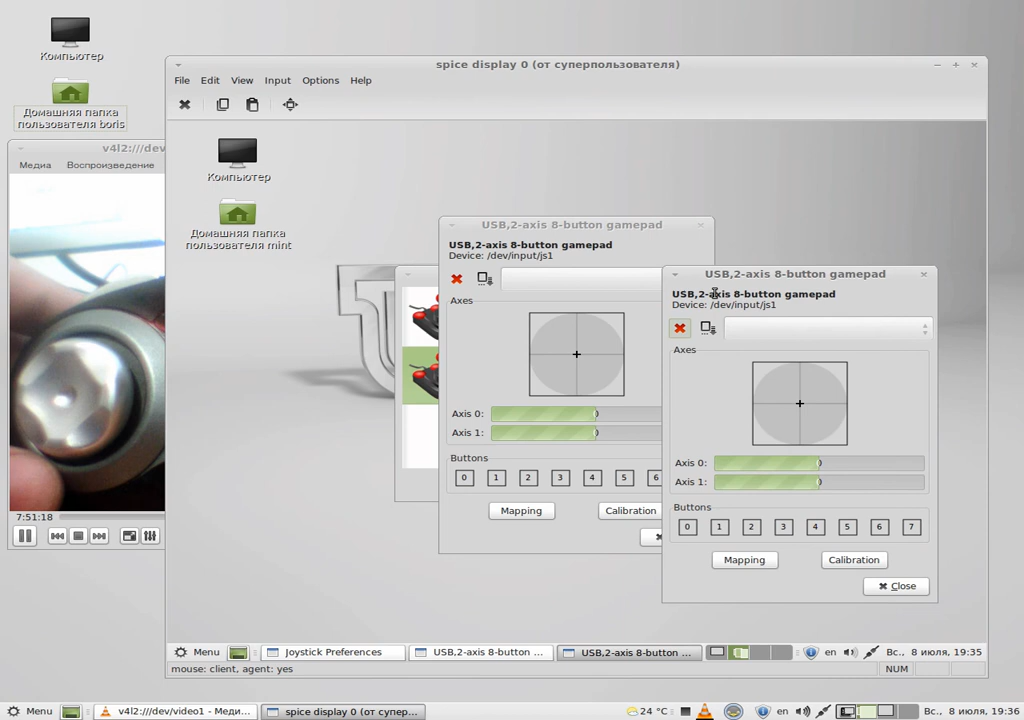 Компьютер
Домашняя папка
пользователя boris
v4l2:///dev
Медиа Воспроизведение
7:51:18
spice display 0 (от суперпользователя)
File Edit View Input Options Help
Компьютер
Домашняя папка
пользователя mint
USB,2-axis 8-button gamepad
USB,2-axis 8-button gamepad
Device: /dev/input/js1
Axes
Axis 0: 0
Axis 1: 0
Buttons
0 1 2 3 4 5 6
Mapping Calibration
USB,2-axis 8-button gamepad
USB,2-axis 8-button gamepad
Device: /dev/input/js1
Axes
Axis 0: 0
Axis 1: 0
Buttons
0 1 2 3 4 5 6 7
Mapping Calibration
Close
Menu Joystick Preferences USB,2-axis 8-button ... USB,2-axis 8-button ... en Вс., 8 июля, 19:35
mouse: client, agent: yes NUM
Menu v4l2:///dev/video1 - Меди... spice display 0 (от супер... 24 °C en Вс., 8 июля, 19:36